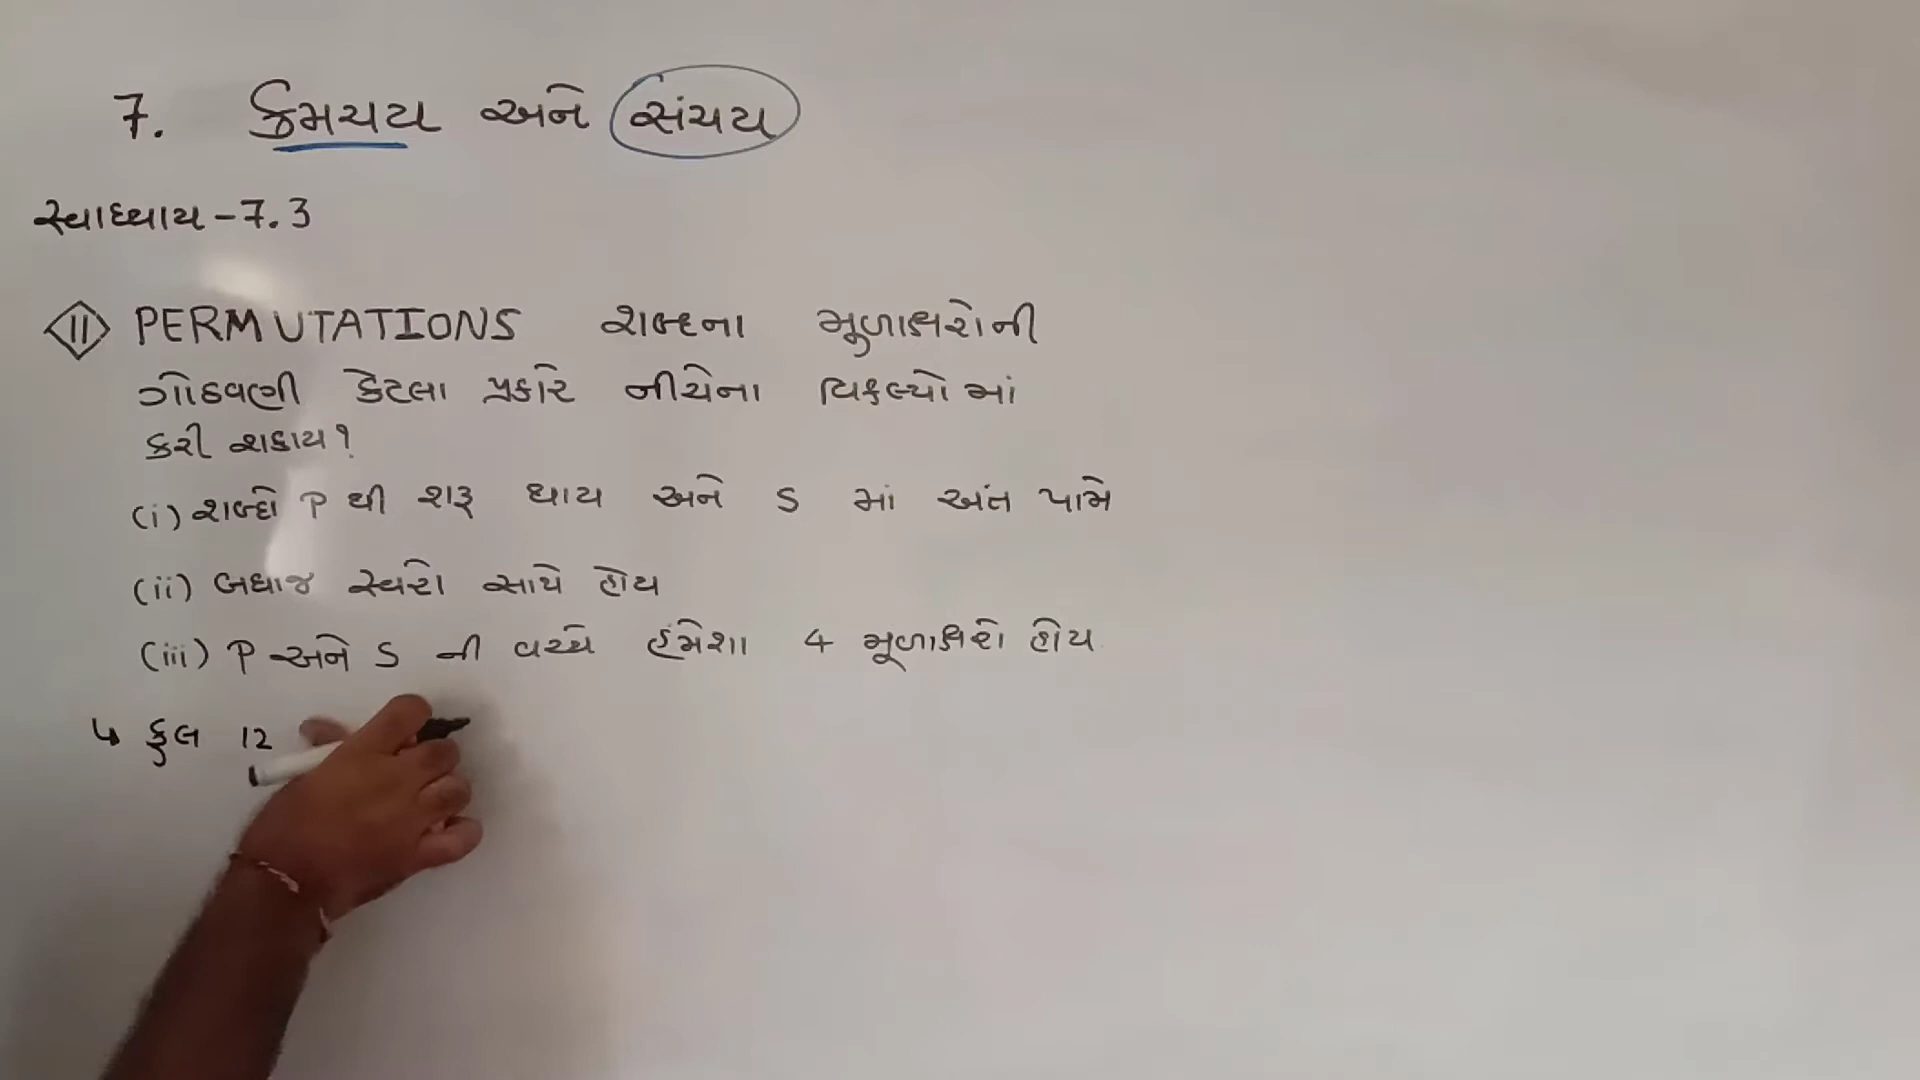 7. ક્રમચય અને સંચય
સ્વાધ્યાય - 7.3
11 PERMUTATIONS શબ્દના મૂળાક્ષરોની
ગોઠવણી કેટલા પ્રકારે નીચેના વિકલ્પોમાં
કરી શકાય?
(i) શબ્દો P થી શરૂ થાય અને S માં અંત પામે
(ii) બધાજ સ્વરો સાથે હોય
(iii) P અને S ની વચ્ચે હંમેશા 4 મૂળાક્ષરો હોય
↳ કુલ 12